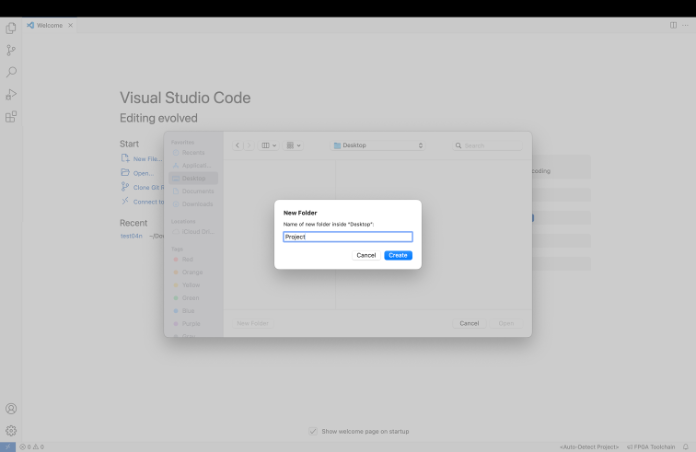 Welcome
Visual Studio Code
Editing evolved
Start
New File...
Open...
Clone Git R
Connect to
Recent
test04n ~/De
Favorites
Recents
Applicati...
Desktop
Documents
Downloads
Locations
iCloud Dri...
Tags
Red
Orange
Yellow
Green
Blue
Purple
Desktop
Search
coding
New Folder
Name of new folder inside "Desktop":
Project
Cancel
Create
New Folder
Cancel
Open
Show welcome page on startup
0 0
<Auto-Detect Project>
FPGA Toolchain